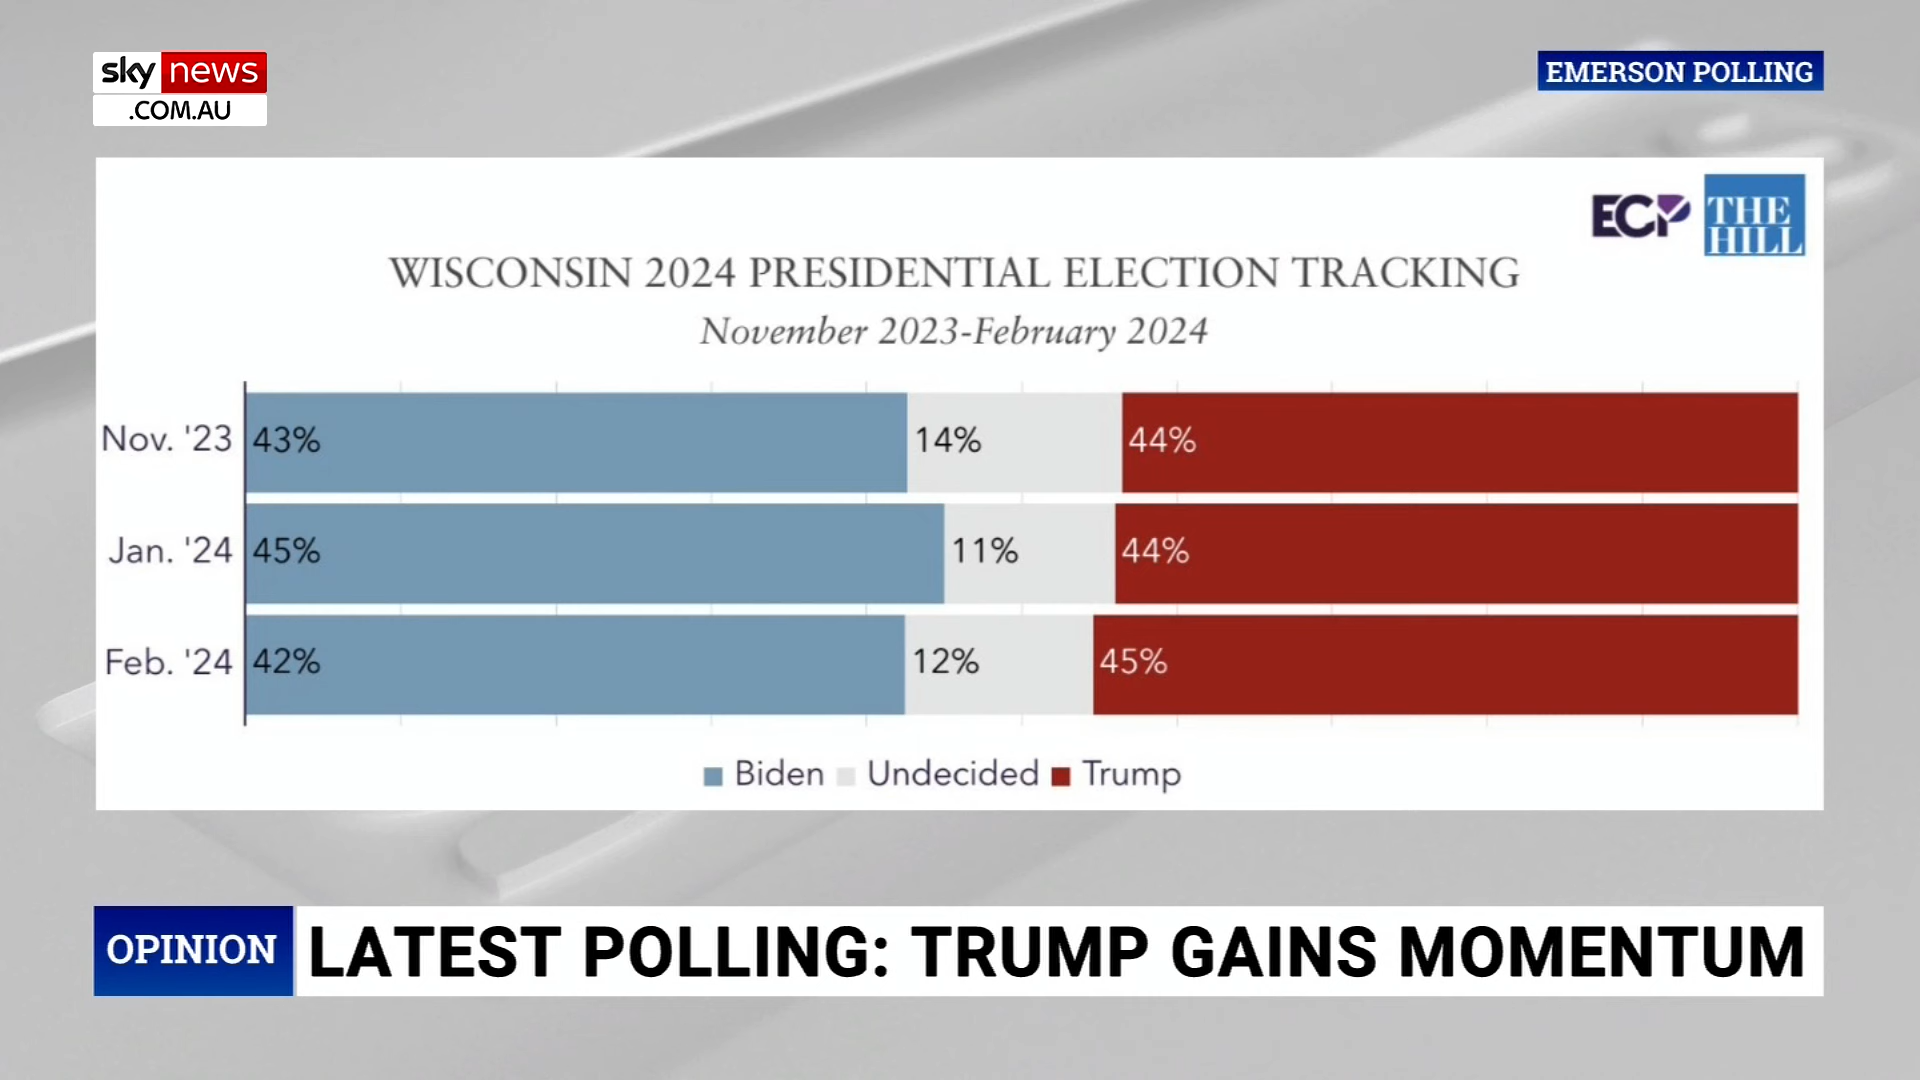 sky news
.COM.AU
EMERSON POLLING
ECP
THE
HILL
WISCONSIN 2024 PRESIDENTIAL ELECTION TRACKING
November 2023-February 2024
Nov. '23 43% 14% 44%
Jan. '24 45% 11% 44%
Feb. '24 42% 12% 45%
Biden Undecided Trump
OPINION LATEST POLLING: TRUMP GAINS MOMENTUM